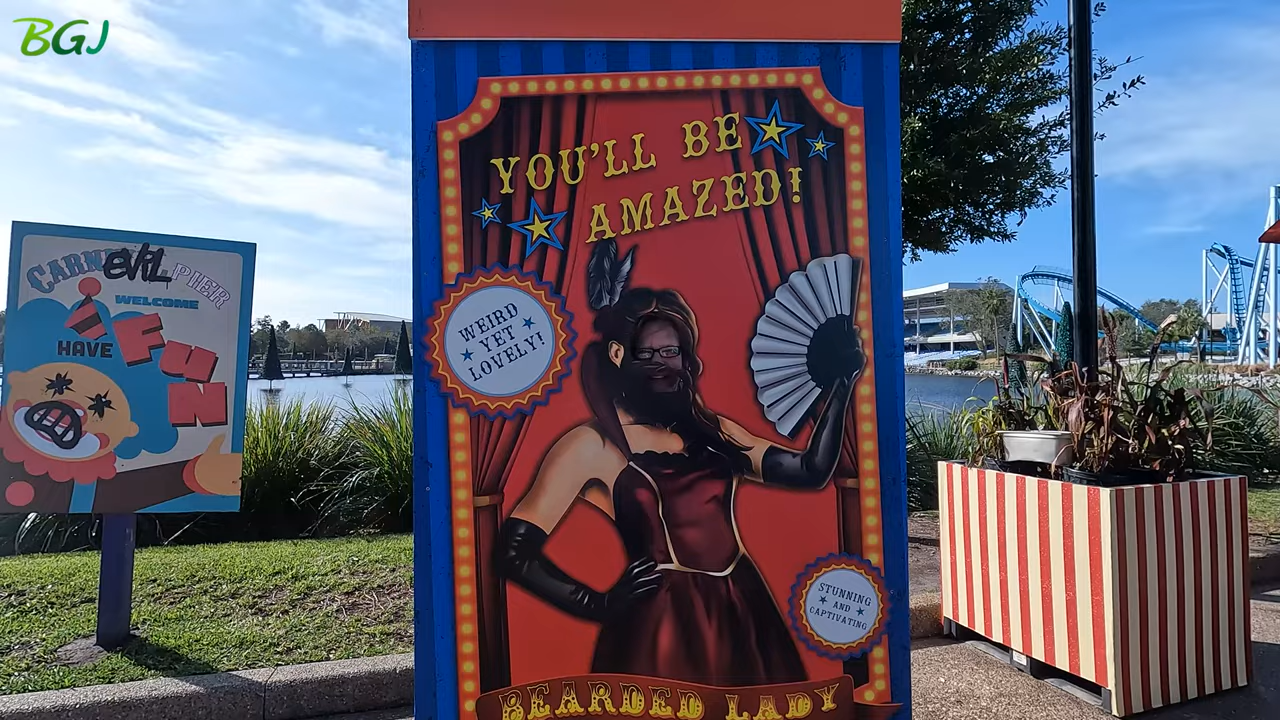 BGJ
CARNEVIL PIER
WELCOME
HAVE
FUN
YOU'LL BE
AMAZED!
WEIRD
YET
LOVELY!
STUNNING
AND
CAPTIVATING
BEARDED LADY